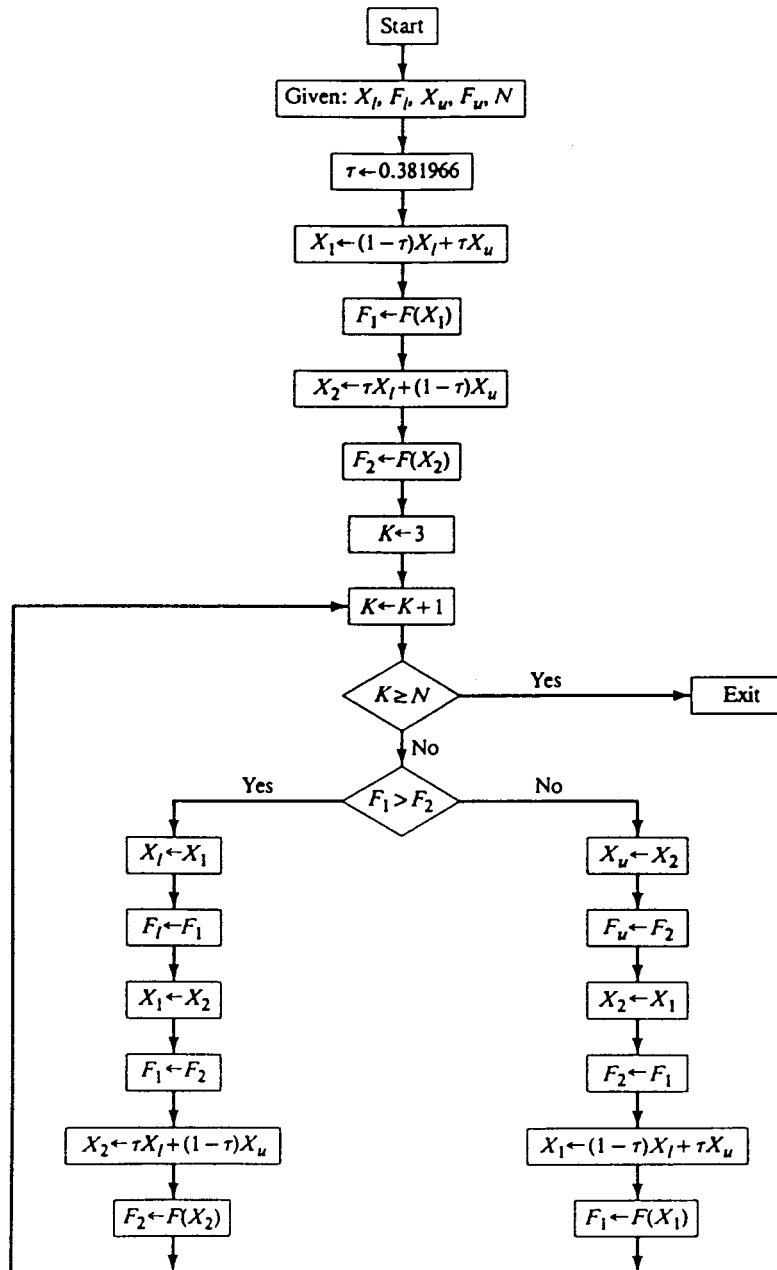 Start
Given: X_l, F_l, X_u, F_u, N
τ←0.381966
X_1←(1−τ)X_l+τX_u
F_1←F(X_1)
X_2←τX_l+(1−τ)X_u
F_2←F(X_2)
K←3
K←K+1
K≥N
Yes
Exit
No
F_1>F_2
Yes
No
X_l←X_1
X_u←X_2
F_l←F_1
F_u←F_2
X_1←X_2
X_2←X_1
F_1←F_2
F_2←F_1
X_2←τX_l+(1−τ)X_u
X_1←(1−τ)X_l+τX_u
F_2←F(X_2)
F_1←F(X_1)